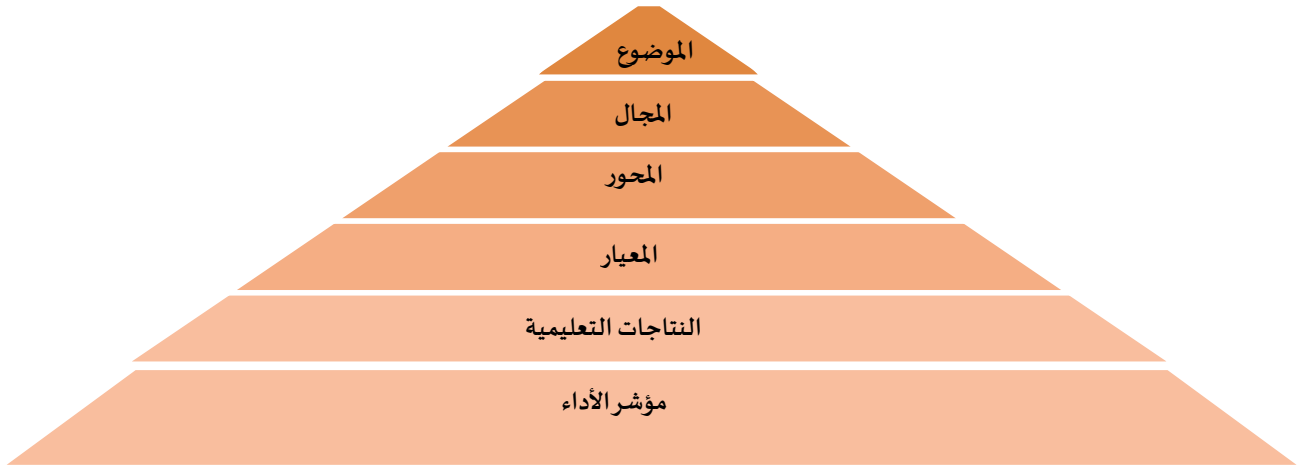 الموضوع
المجال
المحور
المعيار
النتاجات التعليمية
مؤشر الأداء